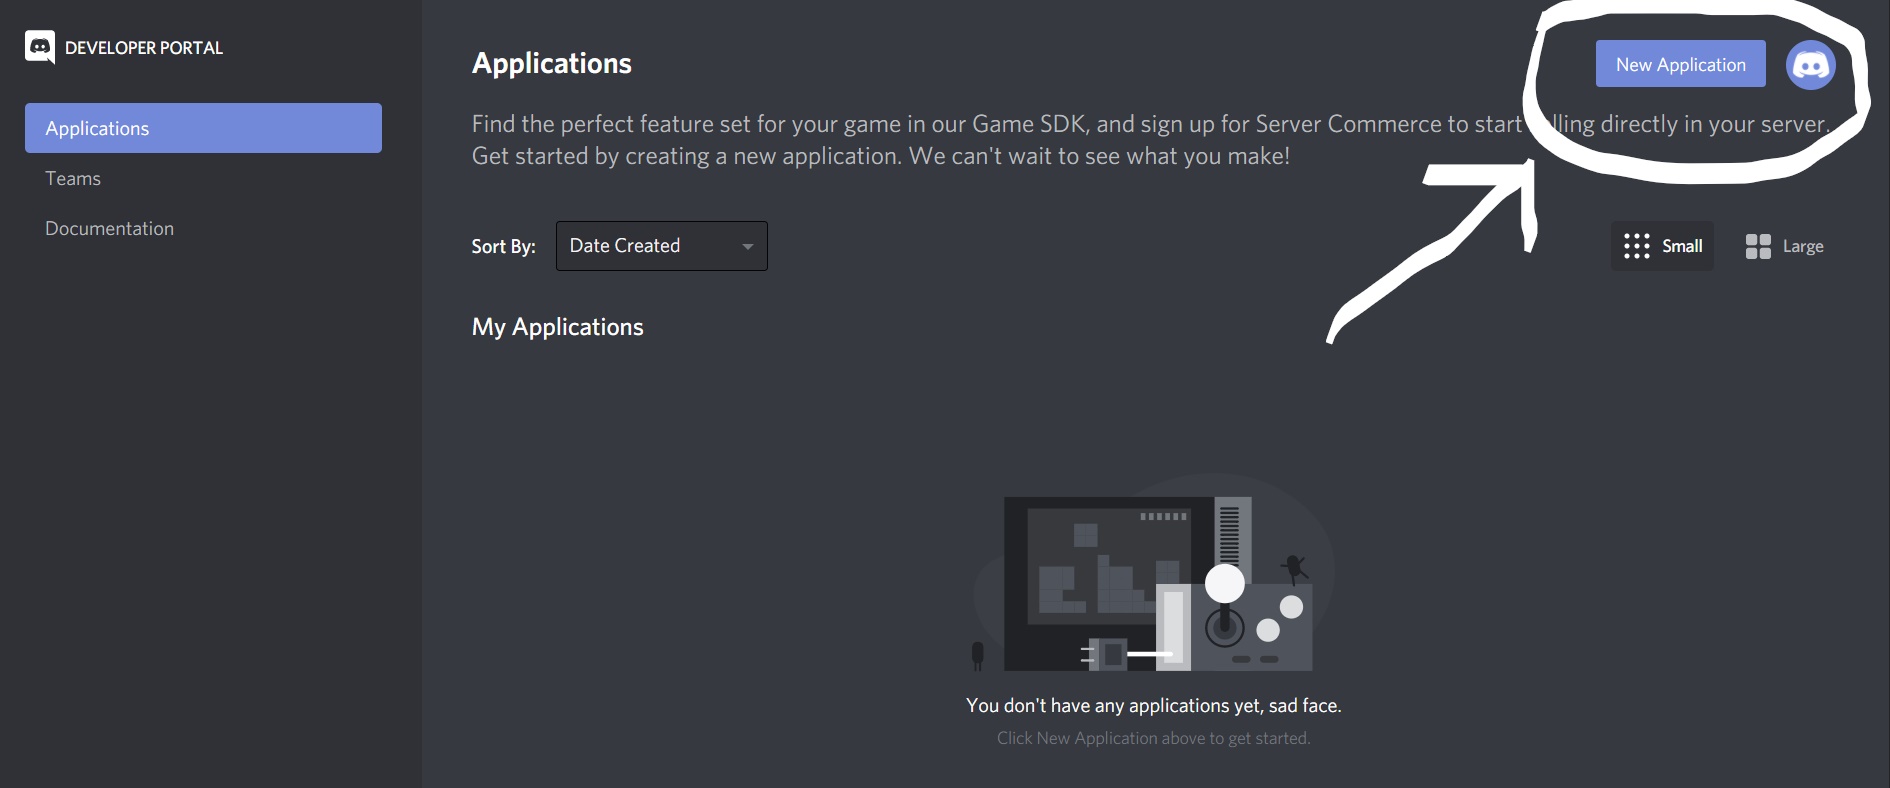 DEVELOPER PORTAL
Applications
Teams
Documentation
Applications
New Application
Find the perfect feature set for your game in our Game SDK, and sign up for Server Commerce to start lling directly in your server.
Get started by creating a new application. We can't wait to see what you make!
Sort By:
Date Created
Small
Large
My Applications
You don't have any applications yet, sad face.
Click New Application above to get started.